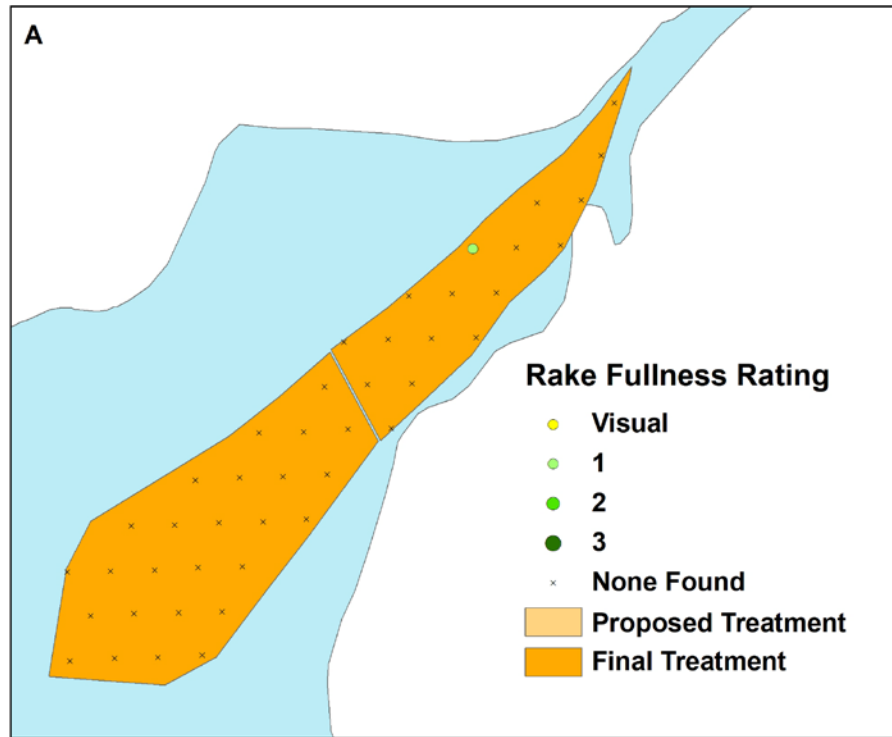 A
Rake Fullness Rating
Visual
1
2
3
None Found
Proposed Treatment
Final Treatment